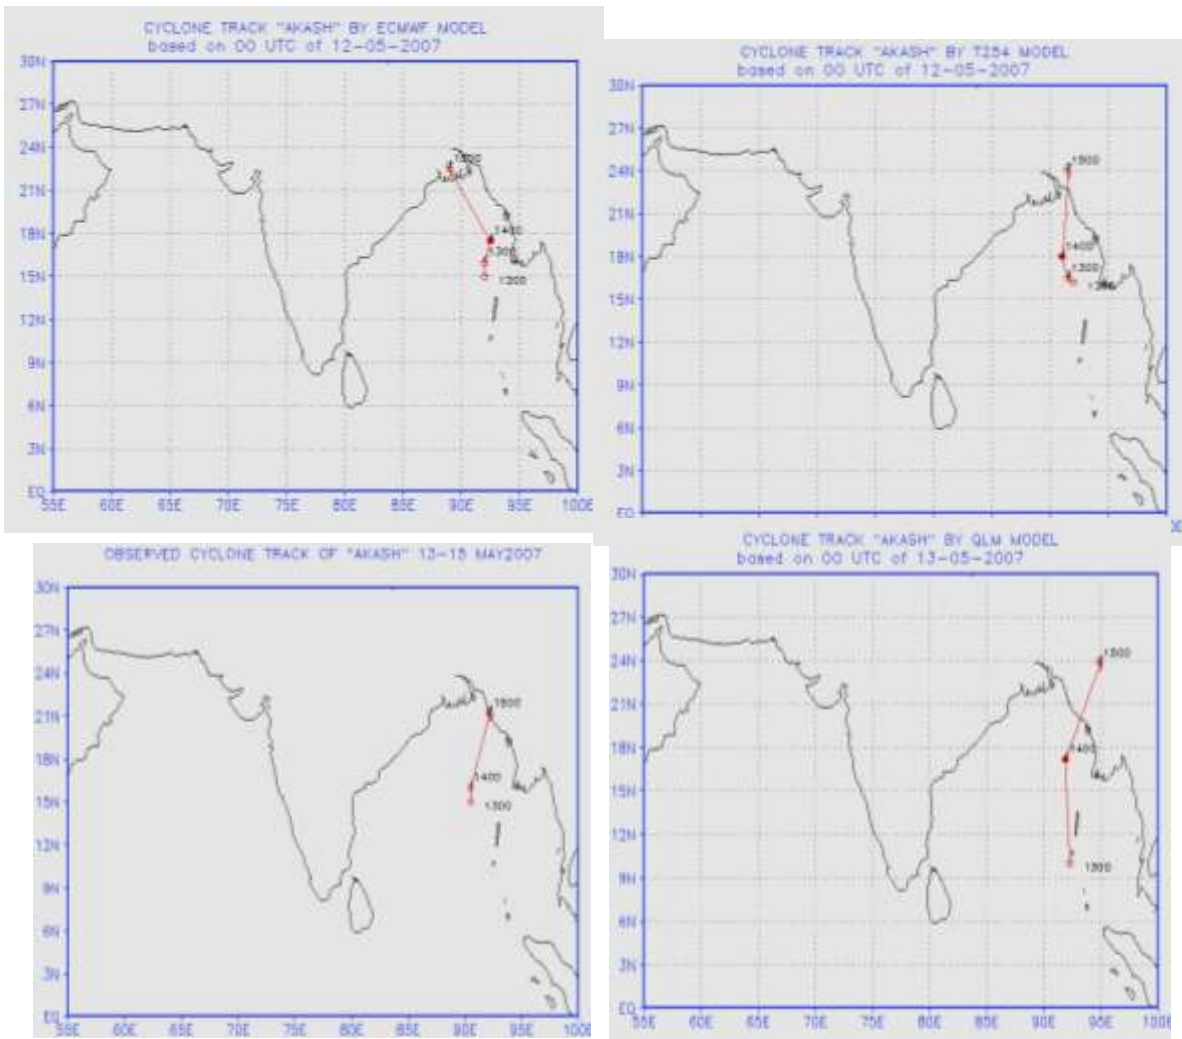 CYCLONE TRACK "AKASH" BY ECMWF MODEL
based on 00 UTC of 12-05-2007
30N
27N
24N
21N
18N
15N
12N
9N
6N
3N
EQ
55E 60E 65E 70E 75E 80E 85E 90E 95E 100E
1500
1400
1300
1200
CYCLONE TRACK "AKASH" BY T254 MODEL
based on 00 UTC of 12-05-2007
30N
27N
24N
21N
18N
15N
12N
9N
6N
3N
EQ
1500
1400
1300
OBSERVED CYCLONE TRACK OF "AKASH" 13-15 MAY2007
30N
27N
24N
21N
18N
15N
12N
9N
6N
3N
EQ
55E 60E 65E 70E 75E 80E 85E 90E 95E 100
1500
1400
1300
CYCLONE TRACK "AKASH" BY QLM MODEL
based on 00 UTC of 13-05-2007
30N
27N
24N
21N
18N
15N
12N
9N
6N
3N
EQ
55E 60E 65E 70E 75E 80E 85E 90E 95E 100E
1500
1400
1300